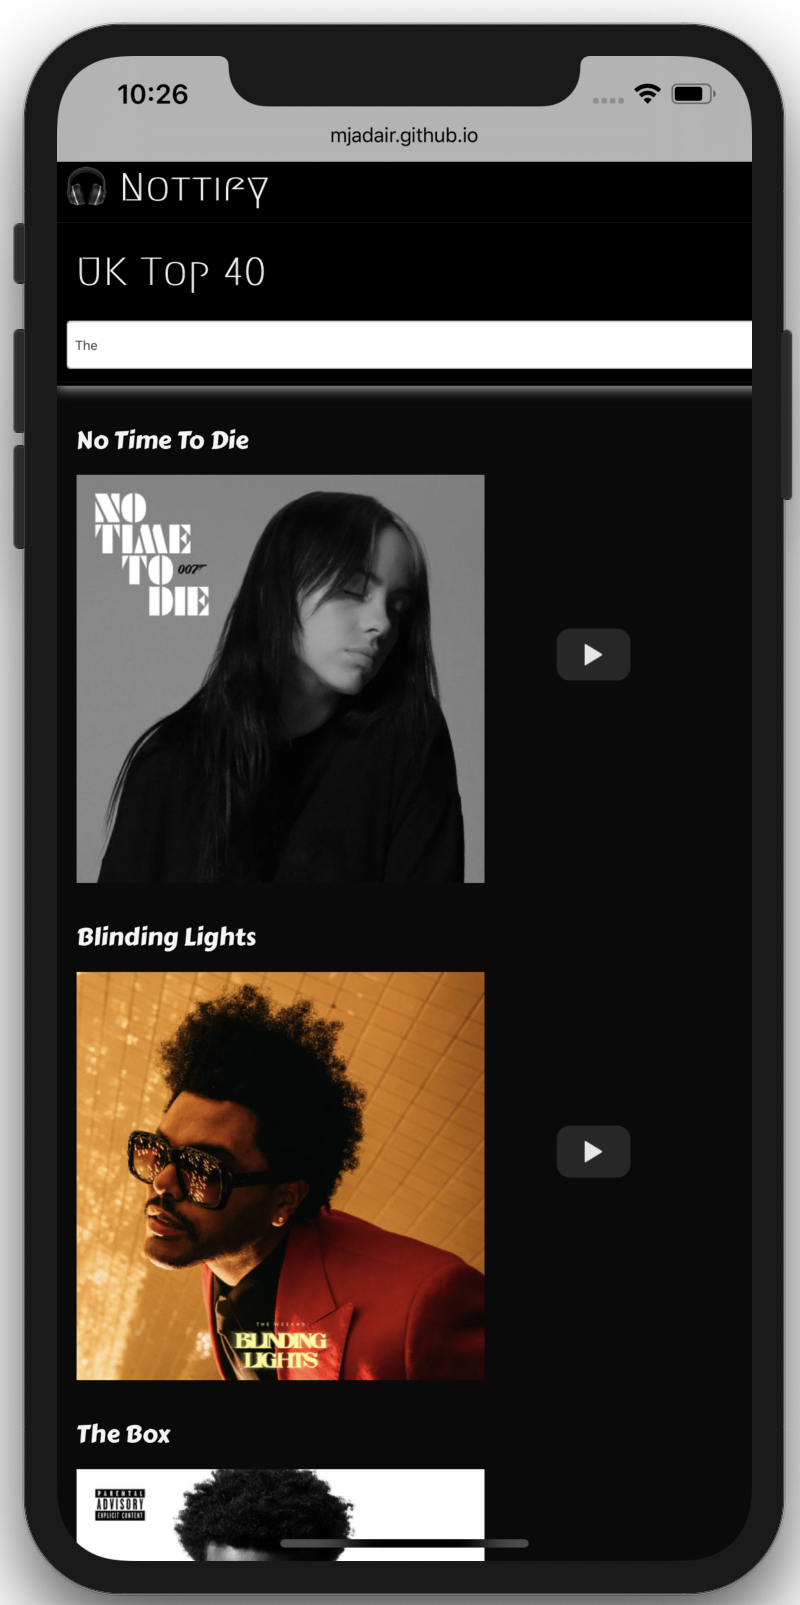 10:26
mjadair.github.io
Nottify
UK Top 40
The
No Time To Die
NO
TIME
TO 007
DIE
Blinding Lights
THE WEEKND
BLINDING
LIGHTS
The Box
PARENTAL
ADVISORY
EXPLICIT CONTENT